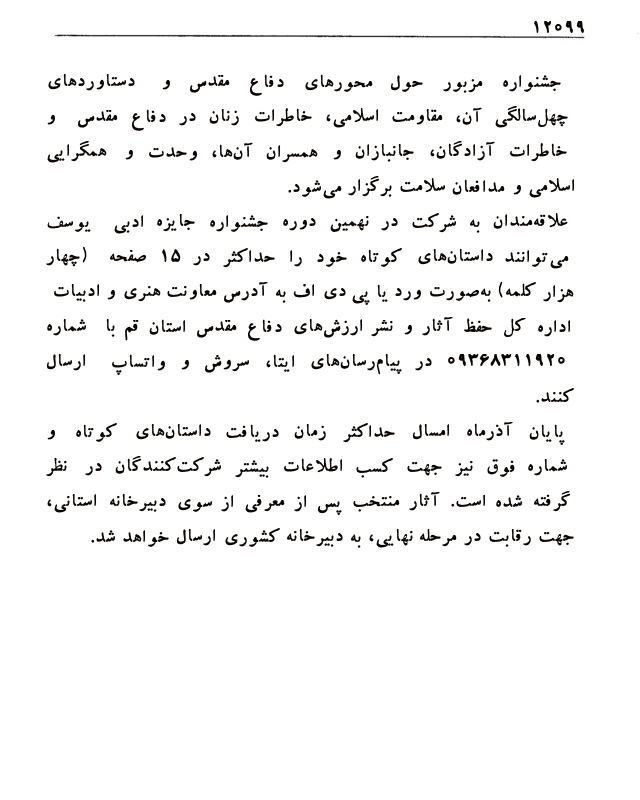 ۱۲۰۹۹
جشنواره مزبور حول محورهای دفاع مقدس و دستاوردهای
چهل‌سالگی آن، مقاومت اسلامی، خاطرات زنان در دفاع مقدس و
خاطرات آزادگان، جانبازان و همسران آن‌ها، وحدت و همگرایی
اسلامی و مدافعان سلامت برگزار می‌شود.
علاقه‌مندان به شرکت در نهمین دوره جشنواره جایزه ادبی یوسف
می‌توانند داستان‌های کوتاه خود را حداکثر در ۱۵ صفحه (چهار
هزار کلمه) به‌صورت ورد یا پی دی اف به آدرس معاونت هنری و ادبیات
اداره کل حفظ آثار و نشر ارزش‌های دفاع مقدس استان قم با شماره
۰۹۳۶۸۳۱۱۹۲۰ در پیام‌رسان‌های ایتا، سروش و واتساپ ارسال
کنند.
پایان آذرماه امسال حداکثر زمان دریافت داستان‌های کوتاه و
شماره فوق نیز جهت کسب اطلاعات بیشتر شرکت‌کنندگان در نظر
گرفته شده است. آثار منتخب پس از معرفی از سوی دبیرخانه استانی،
جهت رقابت در مرحله نهایی، به دبیرخانه کشوری ارسال خواهد شد.